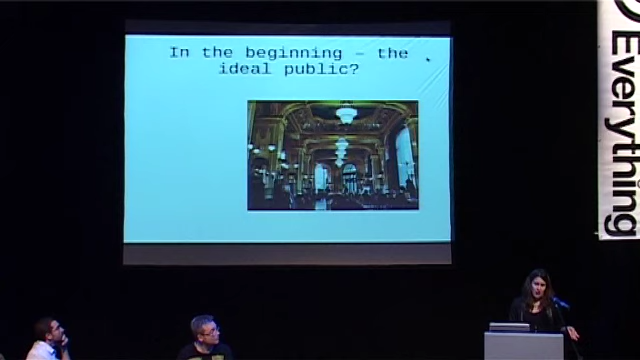 In the beginning – the
ideal public?
Everything